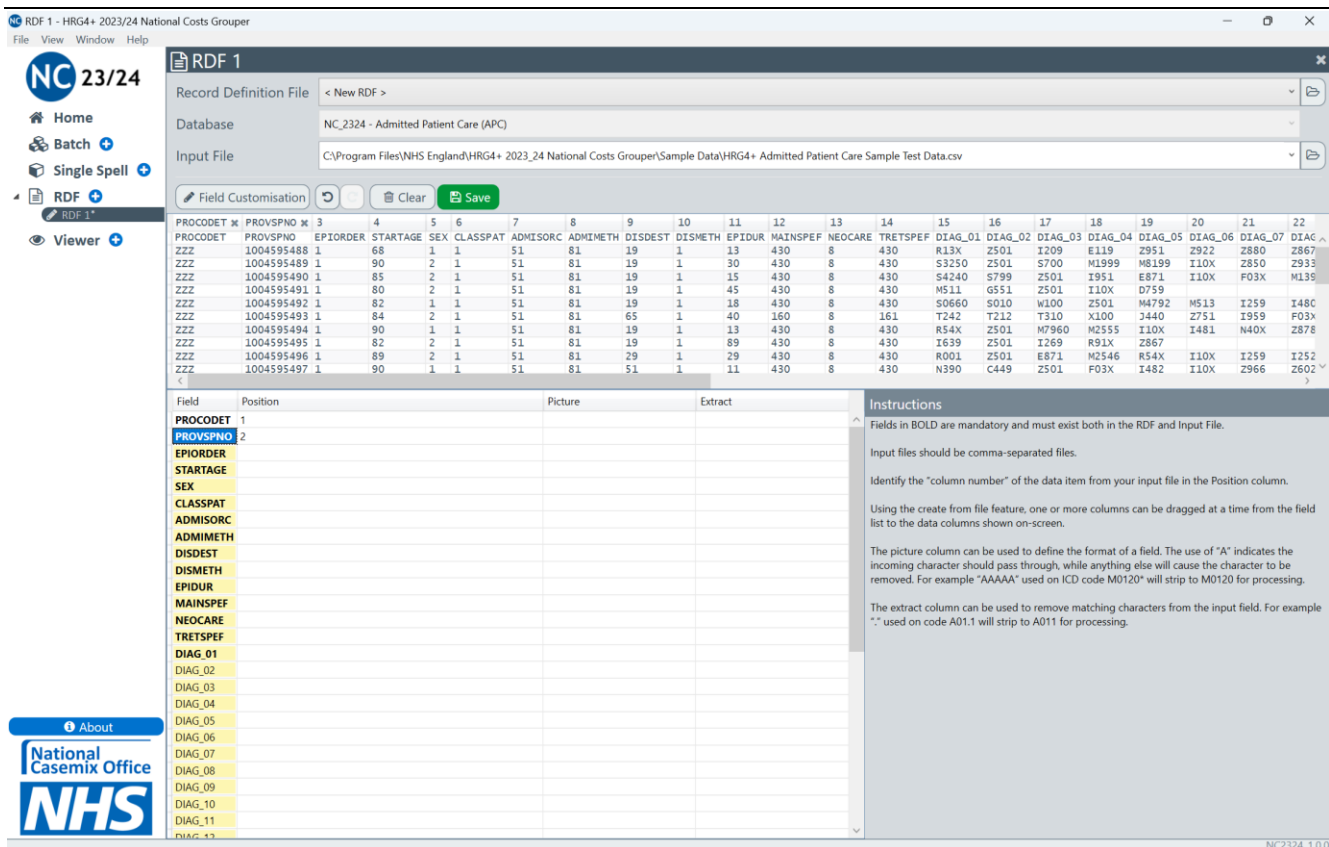 RDF 1 - HRG4+ 2023/24 National Costs Grouper
File View Window Help
NC 23/24
Home
Batch
Single Spell
RDF
RDF 1*
Viewer
RDF 1
Record Definition File < New RDF >
Database NC_2324 - Admitted Patient Care (APC)
Input File C:\Program Files\NHS England\HRG4+ 2023_24 National Costs Grouper\Sample Data\HRG4+ Admitted Patient Care Sample Test Data.csv
Field Customisation Clear Save
PROCODET PROVSPNO 3 4 5 6 7 8 9 10 11 12 13 14 15 16 17 18 19 20 21 22
PROCODET PROVSPNO EPIORDER STARTAGE SEX CLASSPAT ADMISORC ADMIMETH DISDEST DISMETH EPIDUR MAINSPEF NEOCARE TRETSPEF DIAG_01 DIAG_02 DIAG_03 DIAG_04 DIAG_05 DIAG_06 DIAG_07 DIAG
ZZZ 1004595488 1 68 1 1 51 81 19 1 13 430 8 430 R13X Z501 I209 E119 Z951 Z922 Z880 Z867
ZZZ 1004595489 1 90 2 1 51 81 19 1 30 430 8 430 S3250 Z501 S700 M1999 M8199 I10X Z850 Z933
ZZZ 1004595490 1 85 2 1 51 81 19 1 15 430 8 430 S4240 S799 Z501 I951 E871 I10X F03X M139
ZZZ 1004595491 1 80 2 1 51 81 19 1 45 430 8 430 M511 G551 Z501 I10X D759
ZZZ 1004595492 1 82 1 1 51 81 19 1 18 430 8 430 S0660 S010 W100 Z501 M4792 M513 I259 I480
ZZZ 1004595493 1 84 2 1 51 81 65 1 40 160 8 161 T242 T212 T310 X100 J440 Z751 I959 F03X
ZZZ 1004595494 1 90 1 1 51 81 19 1 13 430 8 430 R54X Z501 M7960 M2555 I10X I481 N40X Z878
ZZZ 1004595495 1 82 2 1 51 81 19 1 89 430 8 430 I639 Z501 I269 R91X Z867
ZZZ 1004595496 1 89 2 1 51 81 29 1 29 430 8 430 R001 Z501 E871 M2546 R54X I10X I259 I252
ZZZ 1004595497 1 90 1 1 51 81 51 1 11 430 8 430 N390 C449 Z501 F03X I482 I10X Z966 Z602
Field Position Picture Extract
PROCODET 1
PROVSPNO 2
EPIORDER
STARTAGE
SEX
CLASSPAT
ADMISORC
ADMIMETH
DISDEST
DISMETH
EPIDUR
MAINSPEF
NEOCARE
TRETSPEF
DIAG_01
DIAG_02
DIAG_03
DIAG_04
DIAG_05
DIAG_06
DIAG_07
DIAG_08
DIAG_09
DIAG_10
DIAG_11
DIAG_12
Instructions
Fields in BOLD are mandatory and must exist both in the RDF and Input File.
Input files should be comma-separated files.
Identify the "column number" of the data item from your input file in the Position column.
Using the create from file feature, one or more columns can be dragged at a time from the field
list to the data columns shown on-screen.
The picture column can be used to define the format of a field. The use of "A" indicates the
incoming character should pass through, while anything else will cause the character to be
removed. For example "AAAAA" used on ICD code M0120* will strip to M0120 for processing.
The extract column can be used to remove matching characters from the input field. For example
"." used on code A01.1 will strip to A011 for processing.
About
National
Casemix Office
NHS
NC2324 1.0.0